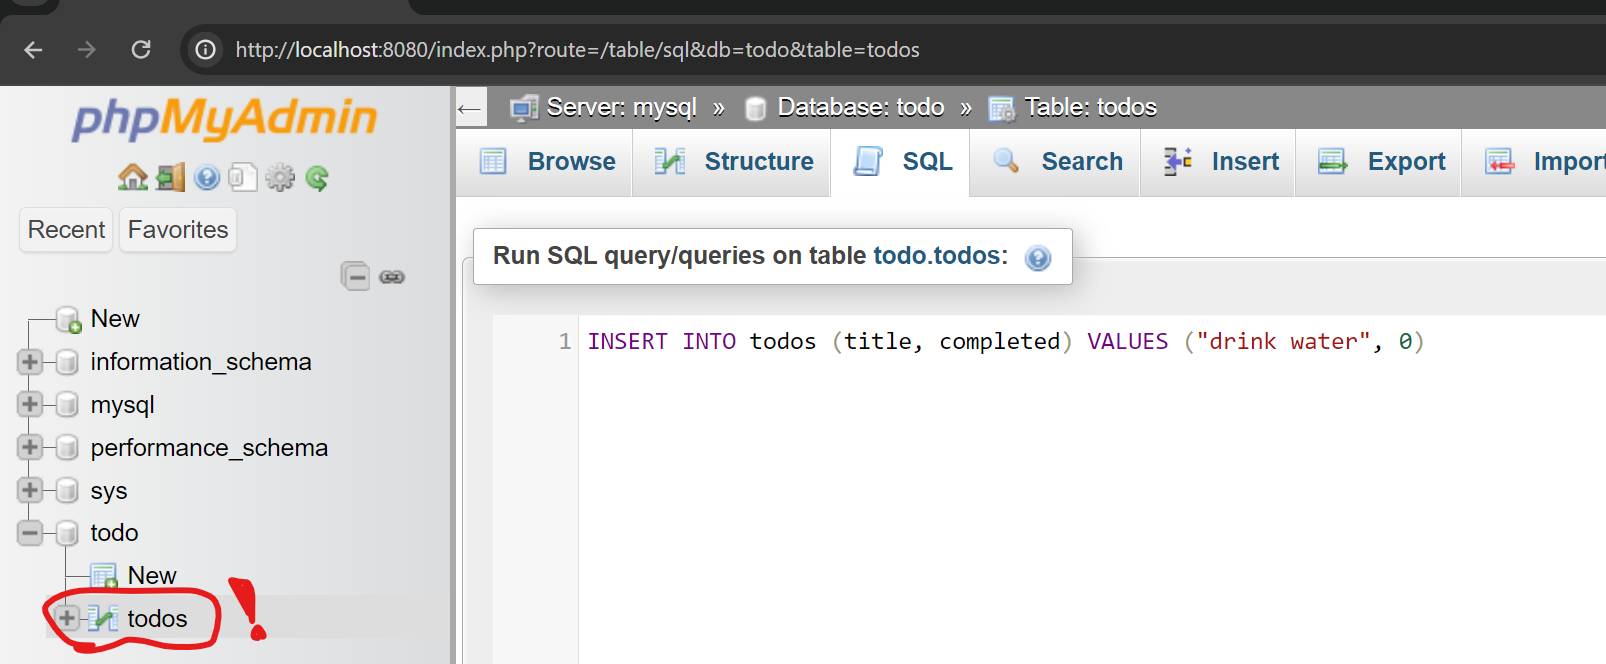 http://localhost:8080/index.php?route=/table/sql&db=todo&table=todos
phpMyAdmin
Recent Favorites
New
information_schema
mysql
performance_schema
sys
todo
New
todos
Server: mysql » Database: todo » Table: todos
Browse Structure SQL Search Insert Export Import
Run SQL query/queries on table todo.todos:
1 INSERT INTO todos (title, completed) VALUES ("drink water", 0)